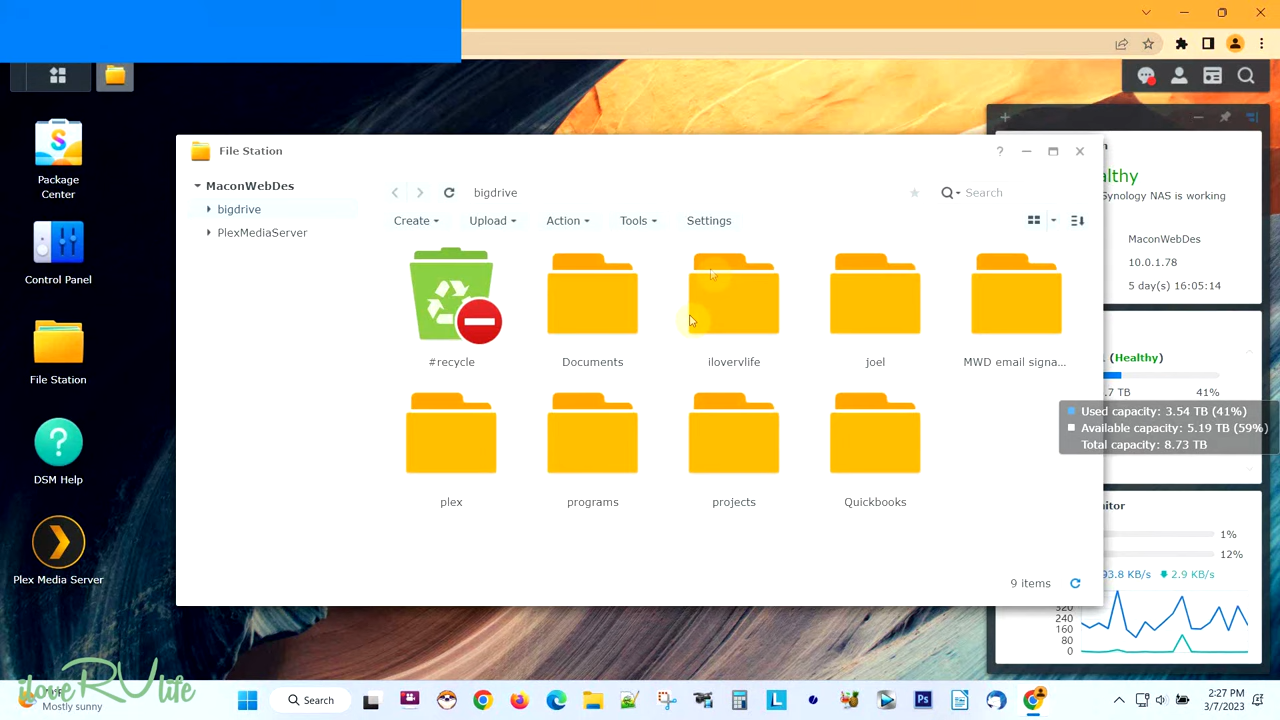 Package
Center
Control Panel
File Station
DSM Help
Plex Media Server
File Station
MaconWebDes
bigdrive
PlexMediaServer
bigdrive
Search
Create
Upload
Action
Tools
Settings
#recycle
Documents
ilovervlife
joel
MWD email signa...
plex
programs
projects
Quickbooks
9 items
Synology NAS is working
MaconWebDes
10.0.1.78
5 day(s) 16:05:14
(Healthy)
41%
Used capacity: 3.54 TB (41%)
Available capacity: 5.19 TB (59%)
Total capacity: 8.73 TB
1%
12%
93.8 KB/s
2.9 KB/s
320
240
160
80
0
iloveRVlife
Mostly sunny
Search
2:27 PM
3/7/2023